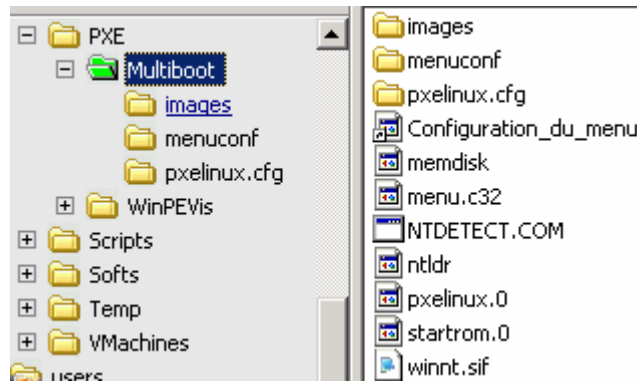 PXE
Multiboot
images
menuconf
pxelinux.cfg
WinPEVis
Scripts
Softs
Temp
VMachines
users
images
menuconf
pxelinux.cfg
Configuration_du_menu
memdisk
menu.c32
NTDETECT.COM
ntldr
pxelinux.0
startrom.0
winnt.sif